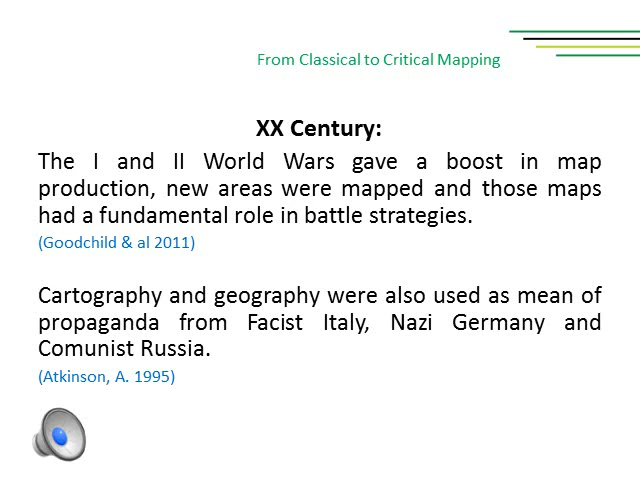 From Classical to Critical Mapping
XX Century:
The I and II World Wars gave a boost in map
production, new areas were mapped and those maps
had a fundamental role in battle strategies.
(Goodchild & al 2011)
Cartography and geography were also used as mean of
propaganda from Facist Italy, Nazi Germany and
Comunist Russia.
(Atkinson, A. 1995)